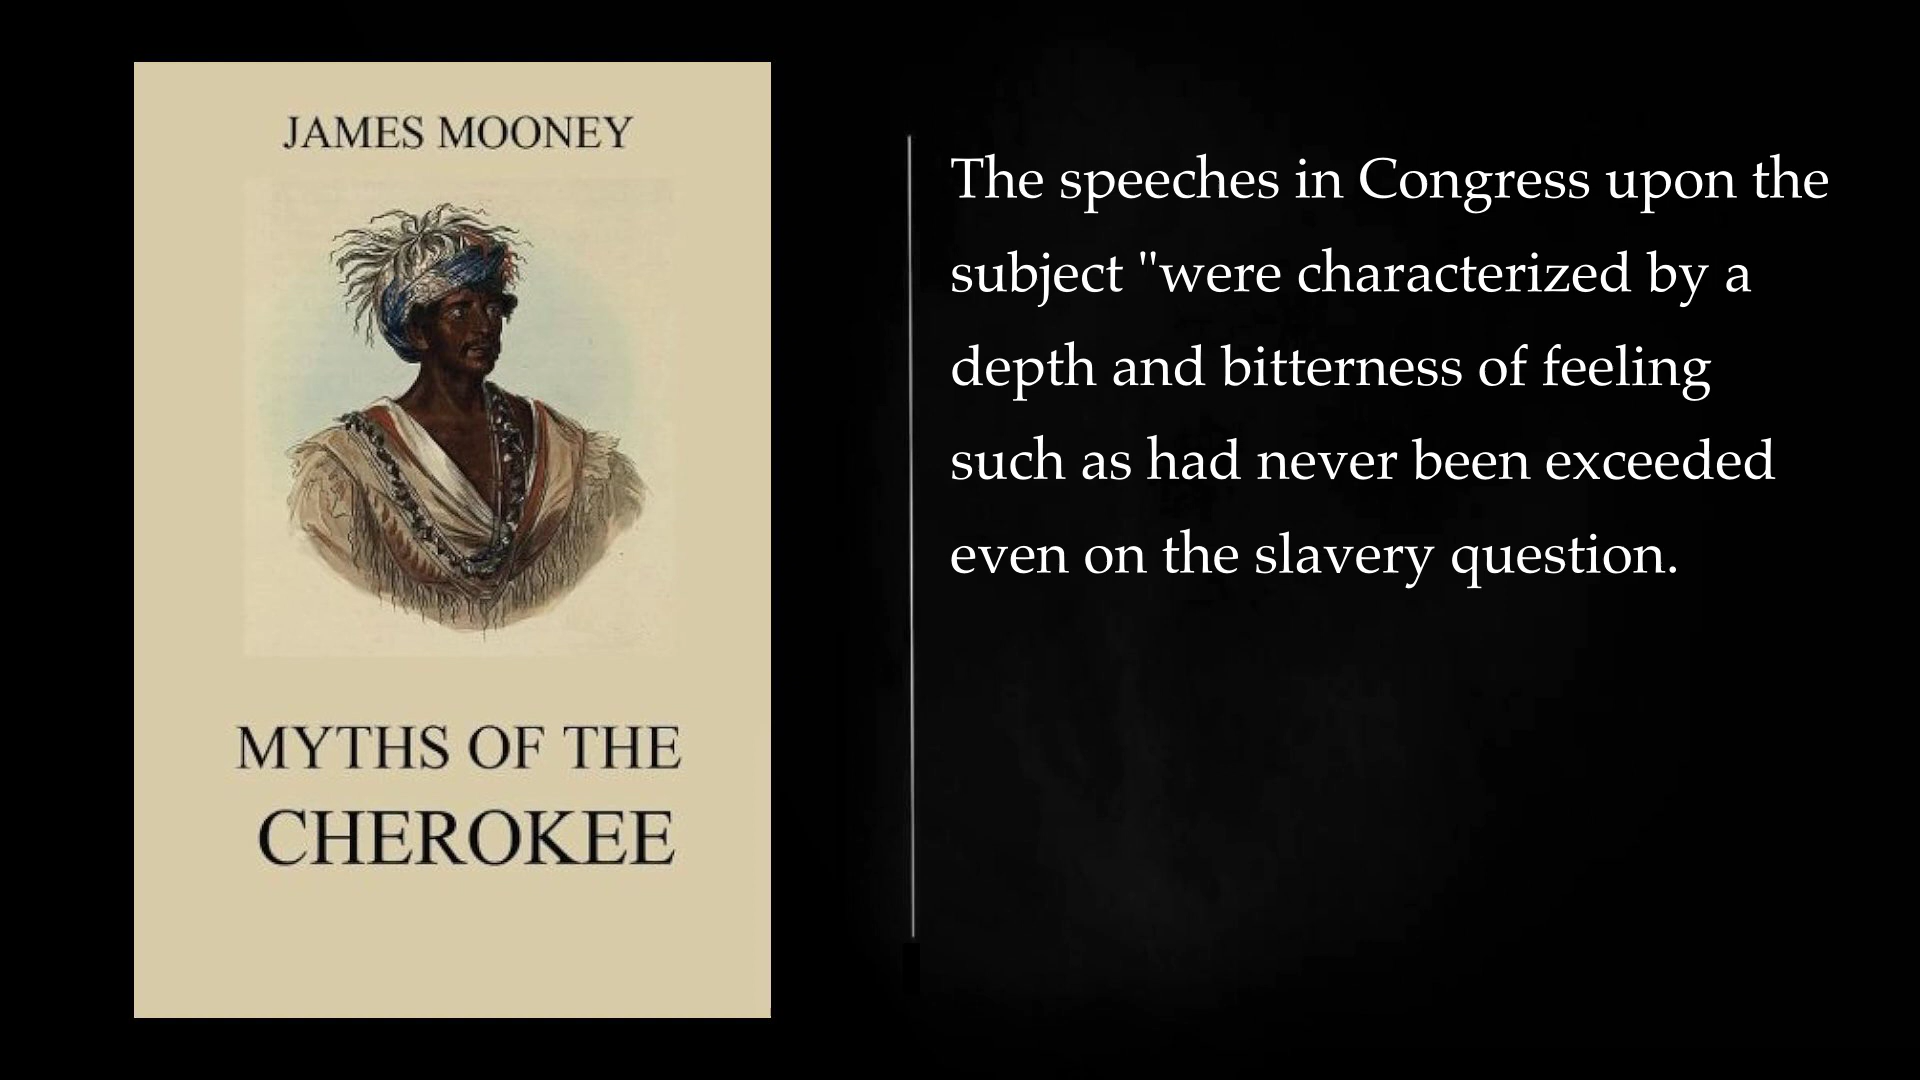 JAMES MOONEY
MYTHS OF THE
CHEROKEE
The speeches in Congress upon the
subject "were characterized by a
depth and bitterness of feeling
such as had never been exceeded
even on the slavery question.